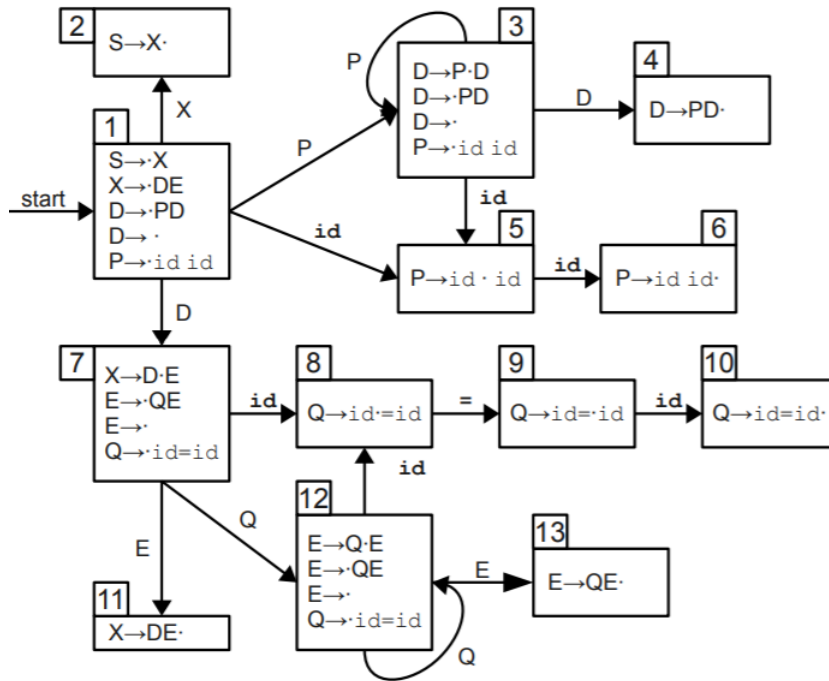 2
S→X·
X
1
S→·X
X→·DE
D→·PD
D→ ·
P→·id id
start
P
id
D
3
D→P·D
D→·PD
D→·
P→·id id
P
D
4
D→PD·
id
5
P→id · id
id
6
P→id id·
7
X→D·E
E→·QE
E→·
Q→·id=id
id
8
Q→id·=id
=
9
Q→id=·id
id
10
Q→id=id·
E
Q
id
11
X→DE·
12
E→Q·E
E→·QE
E→·
Q→·id=id
E
Q
13
E→QE·